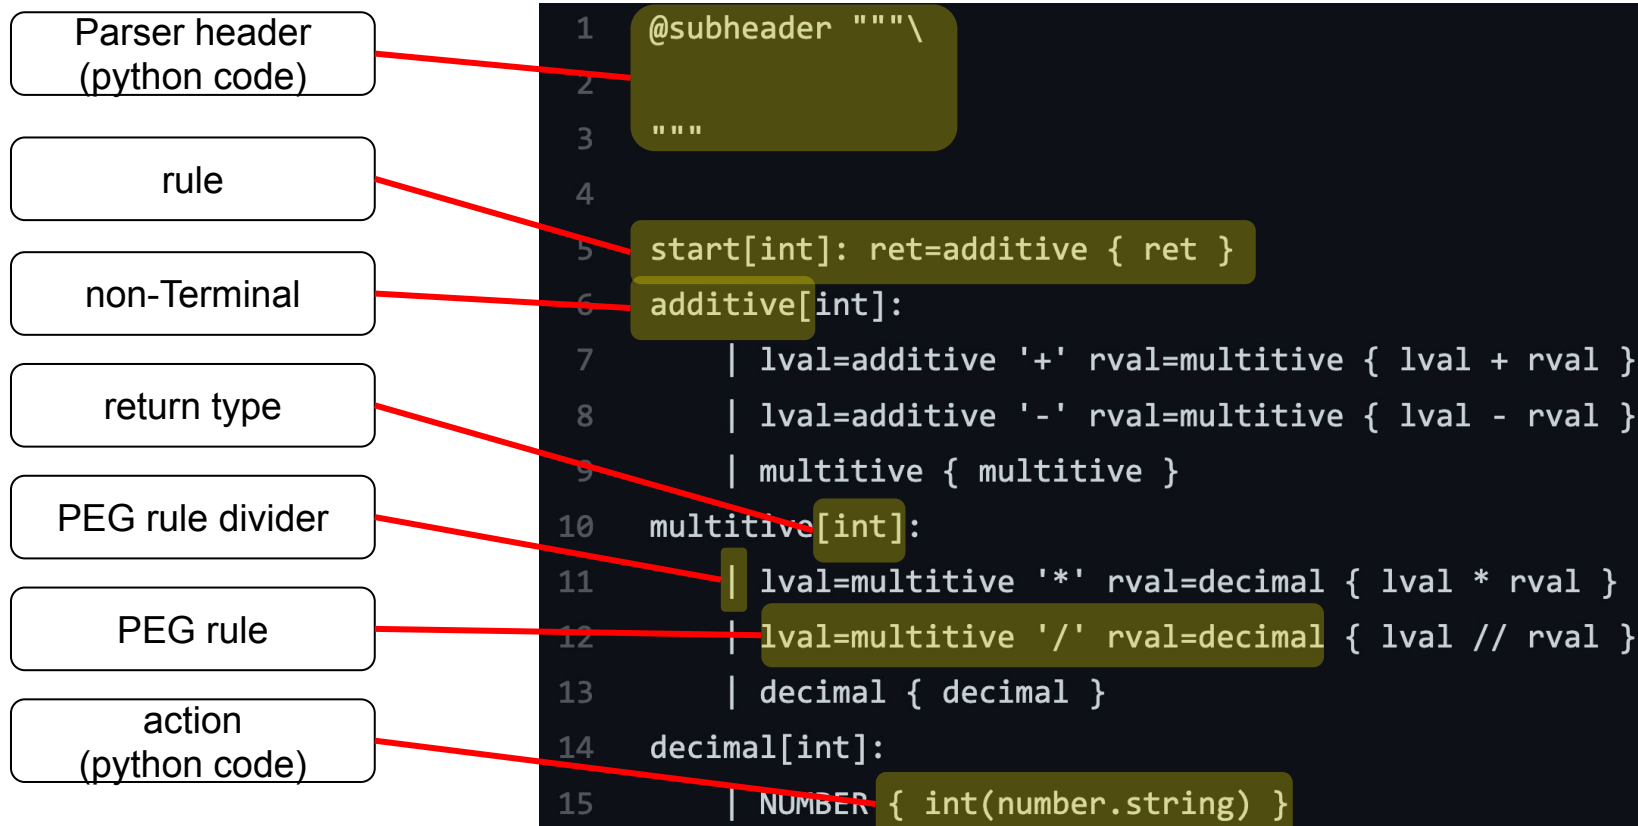 Parser header
(python code)
rule
non-Terminal
return type
PEG rule divider
PEG rule
action
(python code)
1 @subheader """\
2
3 """
4
5 start[int]: ret=additive { ret }
6 additive[int]:
7 | lval=additive '+' rval=multitive { lval + rval }
8 | lval=additive '-' rval=multitive { lval - rval }
9 | multitive { multitive }
10 multitive[int]:
11 | lval=multitive '*' rval=decimal { lval * rval }
12 | lval=multitive '/' rval=decimal { lval // rval }
13 | decimal { decimal }
14 decimal[int]:
15 | NUMBER { int(number.string) }